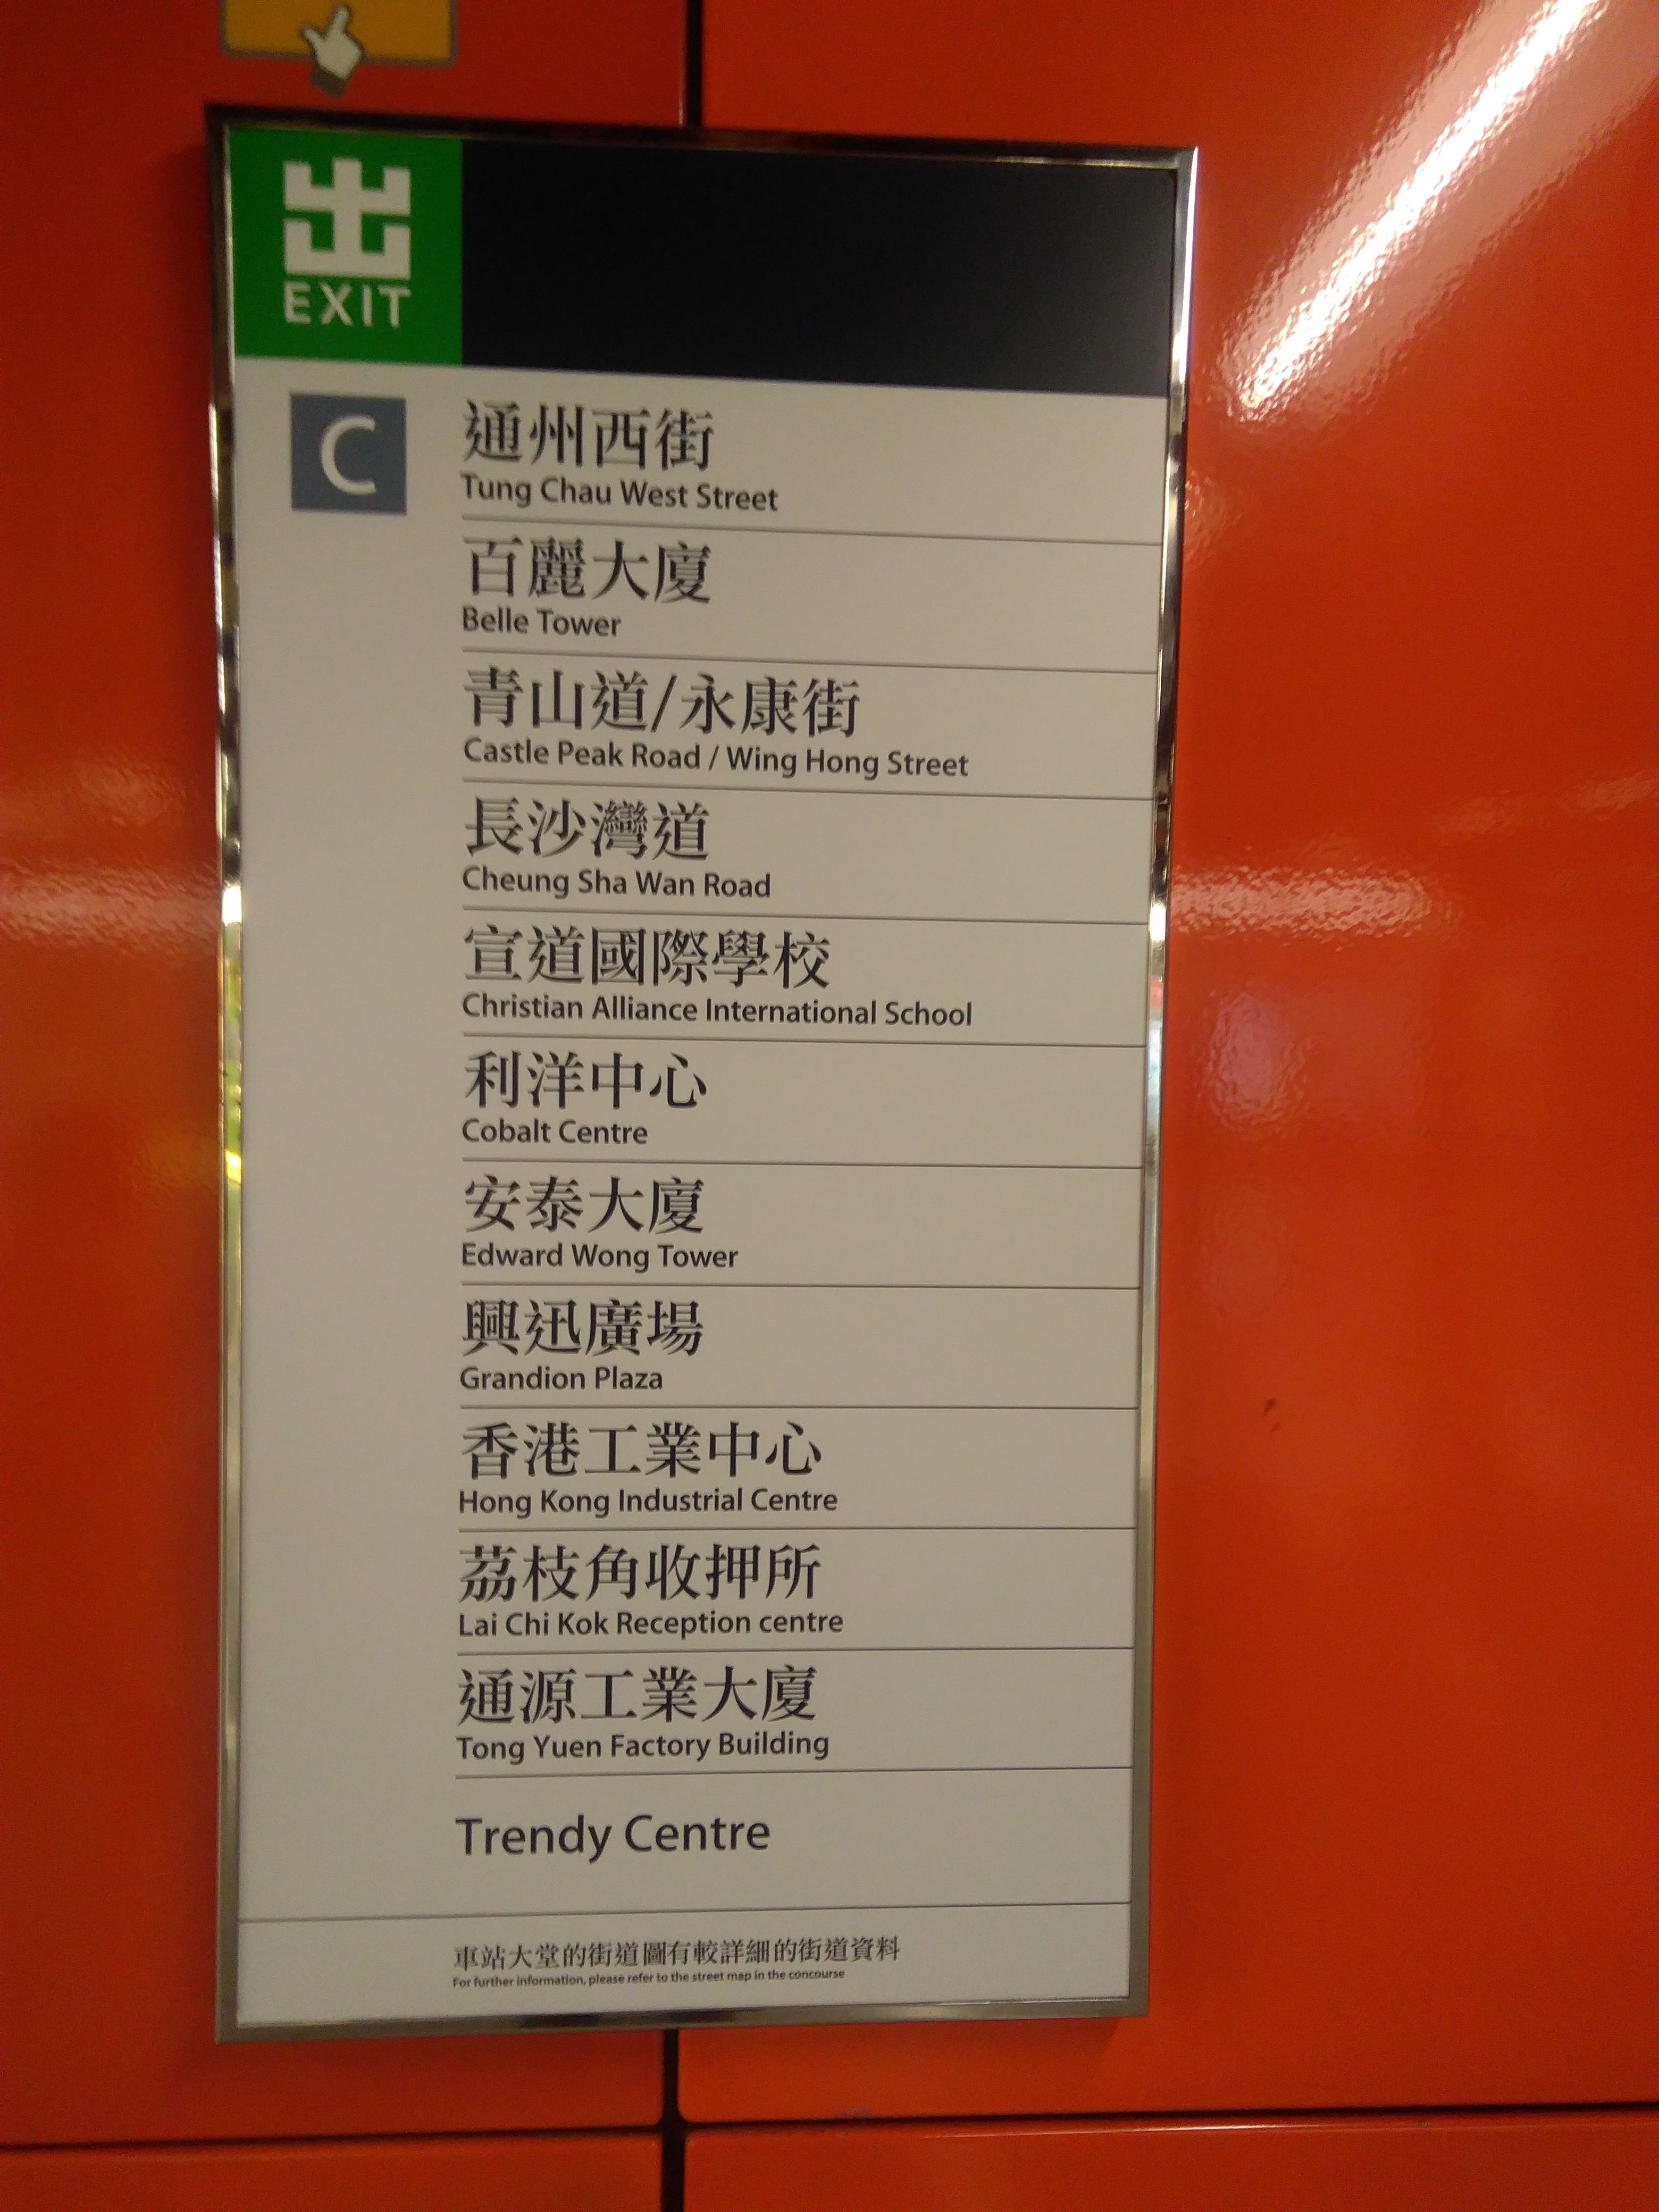 出
EXIT
C
通州西街
Tung Chau West Street
百麗大廈
Belle Tower
青山道/永康街
Castle Peak Road / Wing Hong Street
長沙灣道
Cheung Sha Wan Road
宣道國際學校
Christian Alliance International School
利洋中心
Cobalt Centre
安泰大廈
Edward Wong Tower
興迅廣場
Grandion Plaza
香港工業中心
Hong Kong Industrial Centre
荔枝角收押所
Lai Chi Kok Reception centre
通源工業大廈
Tong Yuen Factory Building
Trendy Centre
車站大堂的街道圖有較詳細的街道資料
For further information, please refer to the street map in the concourse